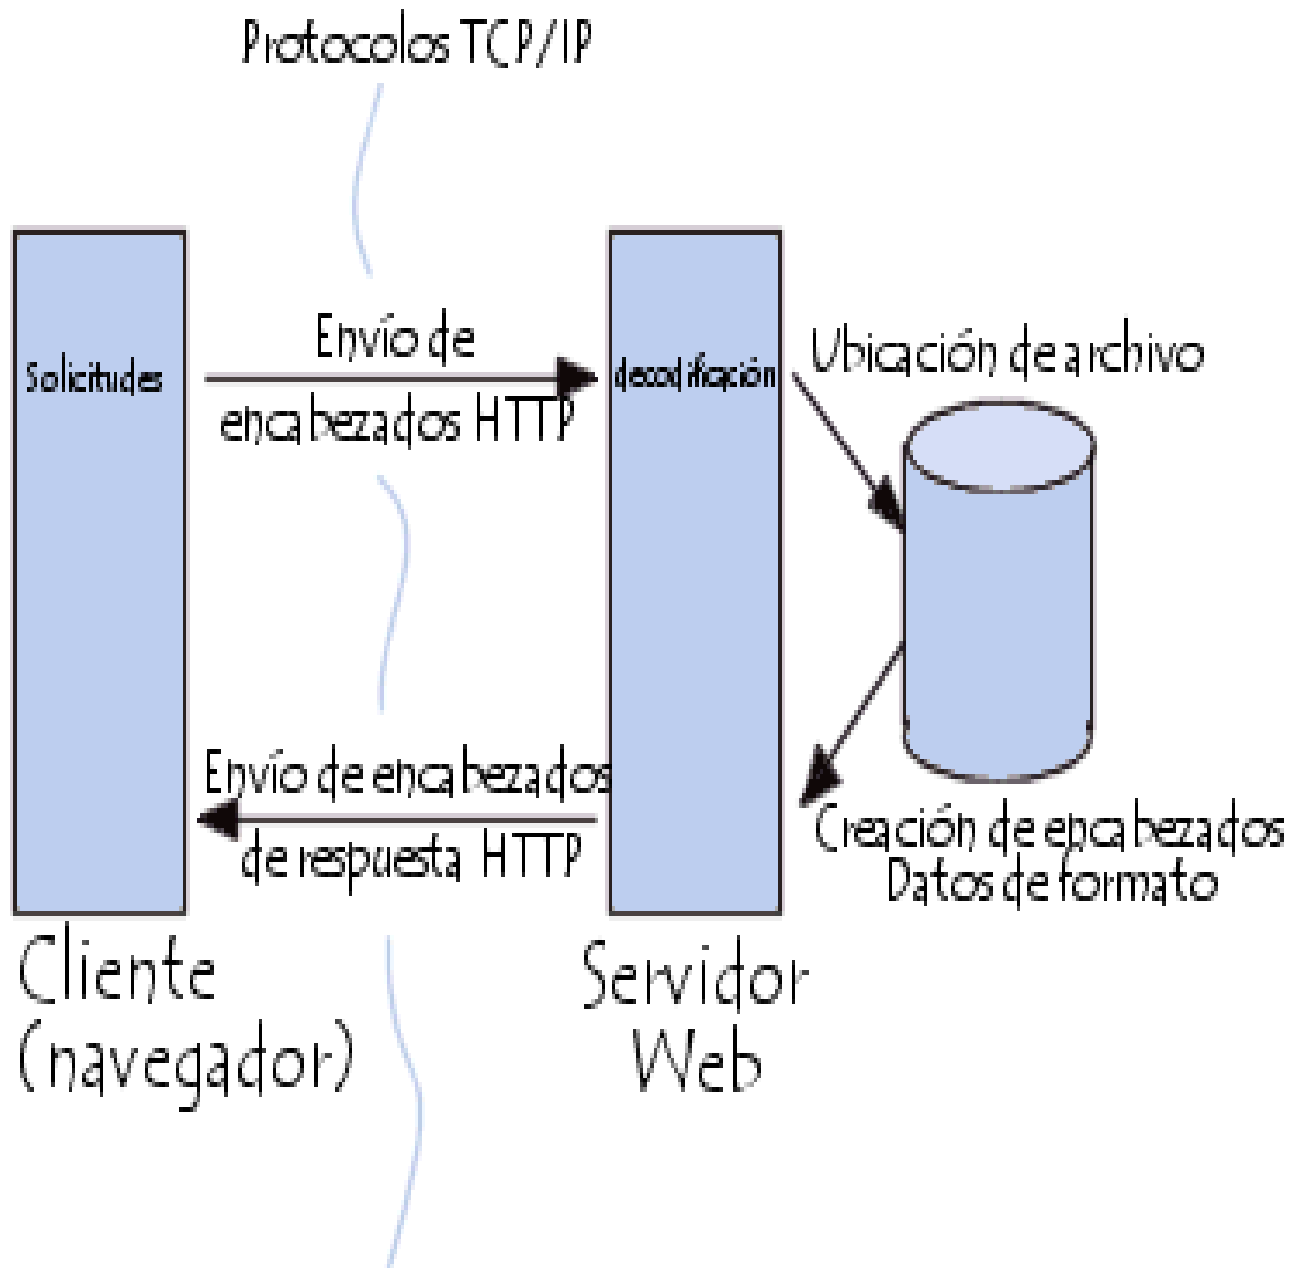 Protocolos TCP/IP
Envío de
Solicitudes
encabezados HTTP
decodificación
Ubicación de archivo
Envío de encabezados
de respuesta HTTP
Creación de encabezados
Datos de formato
Cliente
(navegador)
Servidor
Web